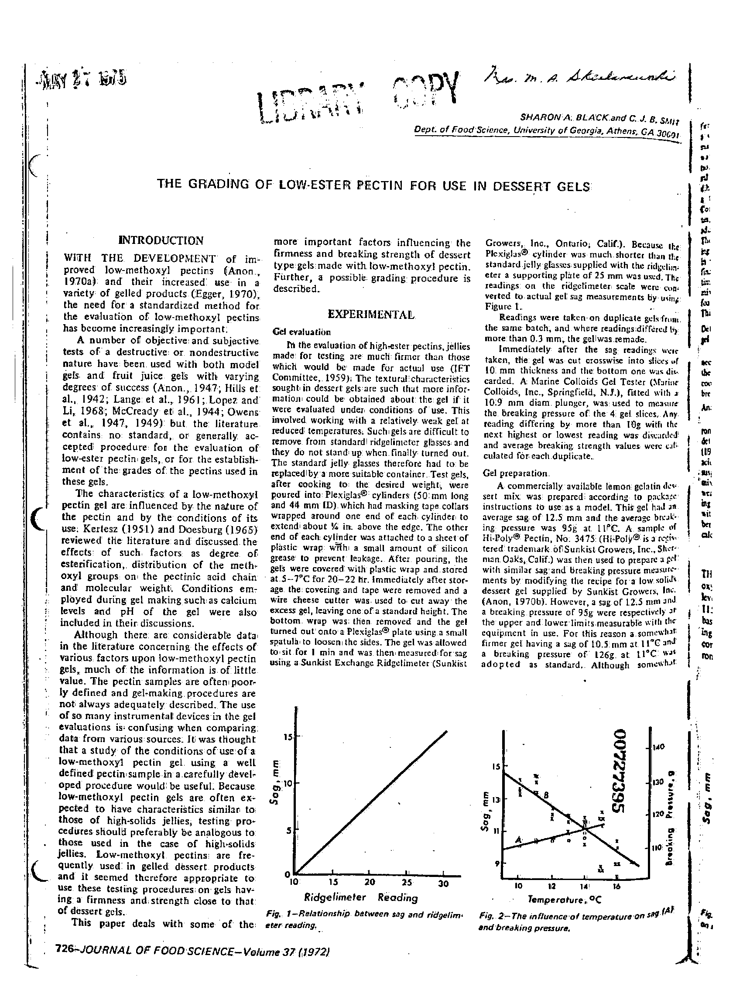 MAY 27 1975
LIBRARY COPY
SHARON A. BLACK and C. J. B. SMIT
Dept. of Food Science, University of Georgia, Athens, GA 30601
THE GRADING OF LOW-ESTER PECTIN FOR USE IN DESSERT GELS
INTRODUCTION
WITH THE DEVELOPMENT of im-
proved low-methoxyl pectins (Anon.,
1970a) and their increased use in a
variety of gelled products (Egger, 1970),
the need for a standardized method for
the evaluation of low-methoxyl pectins
has become increasingly important.
A number of objective and subjective
tests of a destructive or nondestructive
nature have been used with both model
gels and fruit juice gels with varying
degrees of success (Anon., 1947; Hills et
al., 1942; Lange et al., 1961; Lopez and
Li, 1968; McCready et al., 1944; Owens
et al., 1947, 1949) but the literature
contains no standard, or generally ac-
cepted procedure for the evaluation of
low-ester pectin gels, or for the establish-
ment of the grades of the pectins used in
these gels.
The characteristics of a low-methoxyl
pectin gel are influenced by the nature of
the pectin and by the conditions of its
use. Kertesz (1951) and Doesburg (1965)
reviewed the literature and discussed the
effects of such factors as degree of
esterification, distribution of the meth-
oxyl groups on the pectinic acid chain
and molecular weight. Conditions em-
ployed during gel making such as calcium
levels and pH of the gel were also
included in their discussions.
Although there are considerable data
in the literature concerning the effects of
various factors upon low-methoxyl pectin
gels, much of the information is of little
value. The pectin samples are often poor-
ly defined and gel-making procedures are
not always adequately described. The use
of so many instrumental devices in the gel
evaluations is confusing when comparing
data from various sources. It was thought
that a study of the conditions of use of a
low-methoxyl pectin gel using a well
defined pectin sample in a carefully devel-
oped procedure would be useful. Because
low-methoxyl pectin gels are often ex-
pected to have characteristics similar to
those of high-solids jellies, testing pro-
cedures should preferably be analogous to
those used in the case of high-solids
jellies. Low-methoxyl pectins are fre-
quently used in gelled dessert products
and it seemed therefore appropriate to
use these testing procedures on gels hav-
ing a firmness and strength close to that
of dessert gels.
This paper deals with some of the
more important factors influencing the
firmness and breaking strength of dessert
type gels made with low-methoxyl pectin.
Further, a possible grading procedure is
described.
EXPERIMENTAL
Gel evaluation
In the evaluation of high-ester pectins, jellies
made for testing are much firmer than those
which would be made for actual use (IFT
Committee, 1959). The textural characteristics
sought in dessert gels are such that more infor-
mation could be obtained about the gel if it
were evaluated under conditions of use. This
involved working with a relatively weak gel at
reduced temperatures. Such gels are difficult to
remove from standard ridgelimeter glasses and
they do not stand up when finally turned out.
The standard jelly glasses therefore had to be
replaced by a more suitable container. Test gels,
after cooking to the desired weight, were
poured into Plexiglas® cylinders (50 mm long
and 44 mm ID) which had masking tape collars
wrapped around one end of each cylinder to
extend about ¼ in. above the edge. The other
end of each cylinder was attached to a sheet of
plastic wrap with a small amount of silicon
grease to prevent leakage. After pouring, the
gels were covered with plastic wrap and stored
at 5–7°C for 20–22 hr. Immediately after stor-
age the covering and tape were removed and a
wire cheese cutter was used to cut away the
excess gel, leaving one of a standard height. The
bottom wrap was then removed and the gel
turned out onto a Plexiglas® plate using a small
spatula to loosen the sides. The gel was allowed
to sit for 1 min and was then measured for sag
using a Sunkist Exchange Ridgelimeter (Sunkist
Growers, Inc., Ontario, Calif.). Because the
Plexiglas® cylinder was much shorter than the
standard jelly glasses supplied with the ridgelim-
eter a supporting plate of 25 mm was used. The
readings on the ridgelimeter scale were con-
verted to actual gel sag measurements by using
Figure 1.
Readings were taken on duplicate gels from
the same batch, and where readings differed by
more than 0.3 mm, the gel was remade.
Immediately after the sag readings were
taken, the gel was cut crosswise into slices of
10 mm thickness and the bottom one was dis-
carded. A Marine Colloids Gel Tester (Marine
Colloids, Inc., Springfield, N.J.), fitted with a
10.9 mm diam plunger, was used to measure
the breaking pressure of the 4 gel slices. Any
reading differing by more than 10g with the
next highest or lowest reading was discarded
and average breaking strength values were cal-
culated for each duplicate.
Gel preparation
A commercially available lemon gelatin des-
sert mix was prepared according to package
instructions to use as a model. This gel had an
average sag of 12.5 mm and the average break-
ing pressure was 95g at 11°C. A sample of
Hi-Poly® Pectin, No. 3475 (Hi-Poly® is a regis-
tered trademark of Sunkist Growers, Inc., Sher-
man Oaks, Calif.) was then used to prepare a gel
with similar sag and breaking pressure measure-
ments by modifying the recipe for a low solids
dessert gel supplied by Sunkist Growers, Inc.
(Anon, 1970b). However, a sag of 12.5 mm and
a breaking pressure of 95g were respectively at
the upper and lower limits measurable with the
equipment in use. For this reason a somewhat
firmer gel having a sag of 10.5 mm at 11°C and
a breaking pressure of 126g at 11°C was
adopted as standard. Although somewhat
15
10
5
0
Sag, mm
10 15 20 25 30
Ridgelimeter Reading
Fig. 1–Relationship between sag and ridgelim-
eter reading.
00727395
15
13
11
9
Sag, mm
A
B
140
130
120
110
Breaking Pressure, g
10 12 14 16
Temperature, °C
Fig. 2–The influence of temperature on sag (A)
and breaking pressure.
Sag, mm
Fig.
726–JOURNAL OF FOOD SCIENCE–Volume 37 (1972)